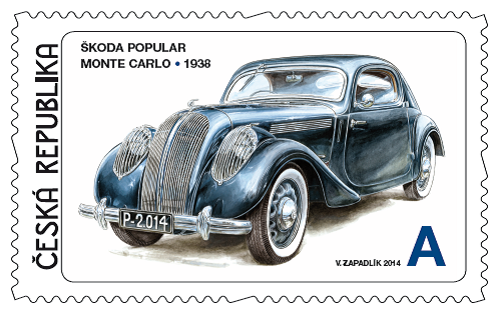 ČESKÁ REPUBLIKA
ŠKODA POPULAR
MONTE CARLO • 1938
P-2.014
V. ZAPADLÍK 2014
A